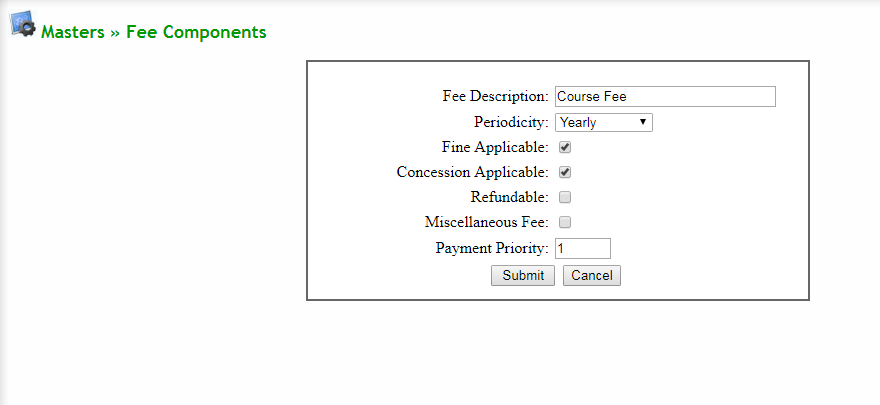 Masters » Fee Components
Fee Description: Course Fee
Periodicity: Yearly
Fine Applicable:
Concession Applicable:
Refundable:
Miscellaneous Fee:
Payment Priority: 1
Submit Cancel